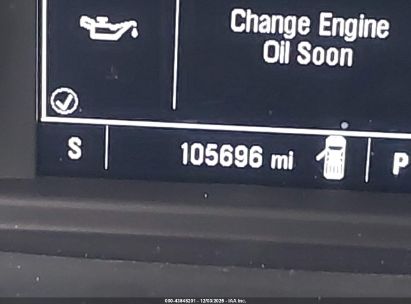 Change Engine
Oil Soon
S
105696 mi
P